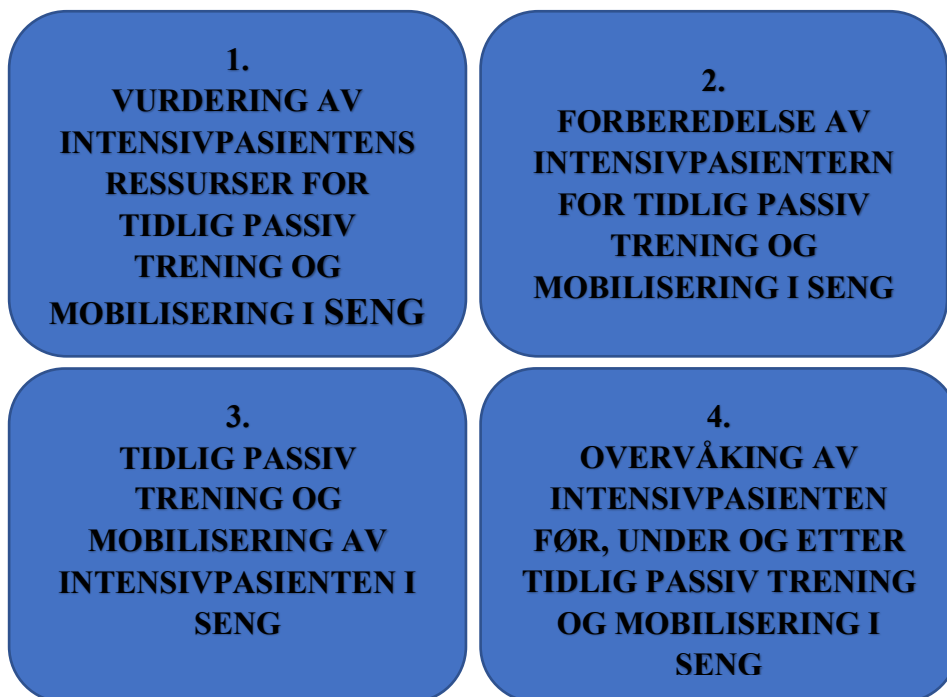 1.
VURDERING AV
INTENSIVPASIENTENS
RESSURSER FOR
TIDLIG PASSIV
TRENING OG
MOBILISERING I SENG
2.
FORBEREDELSE AV
INTENSIVPASIENTERN
FOR TIDLIG PASSIV
TRENING OG
MOBILISERING I SENG
3.
TIDLIG PASSIV
TRENING OG
MOBILISERING AV
INTENSIVPASIENTEN I
SENG
4.
OVERVÅKING AV
INTENSIVPASIENTEN
FØR, UNDER OG ETTER
TIDLIG PASSIV TRENING
OG MOBILISERING I
SENG